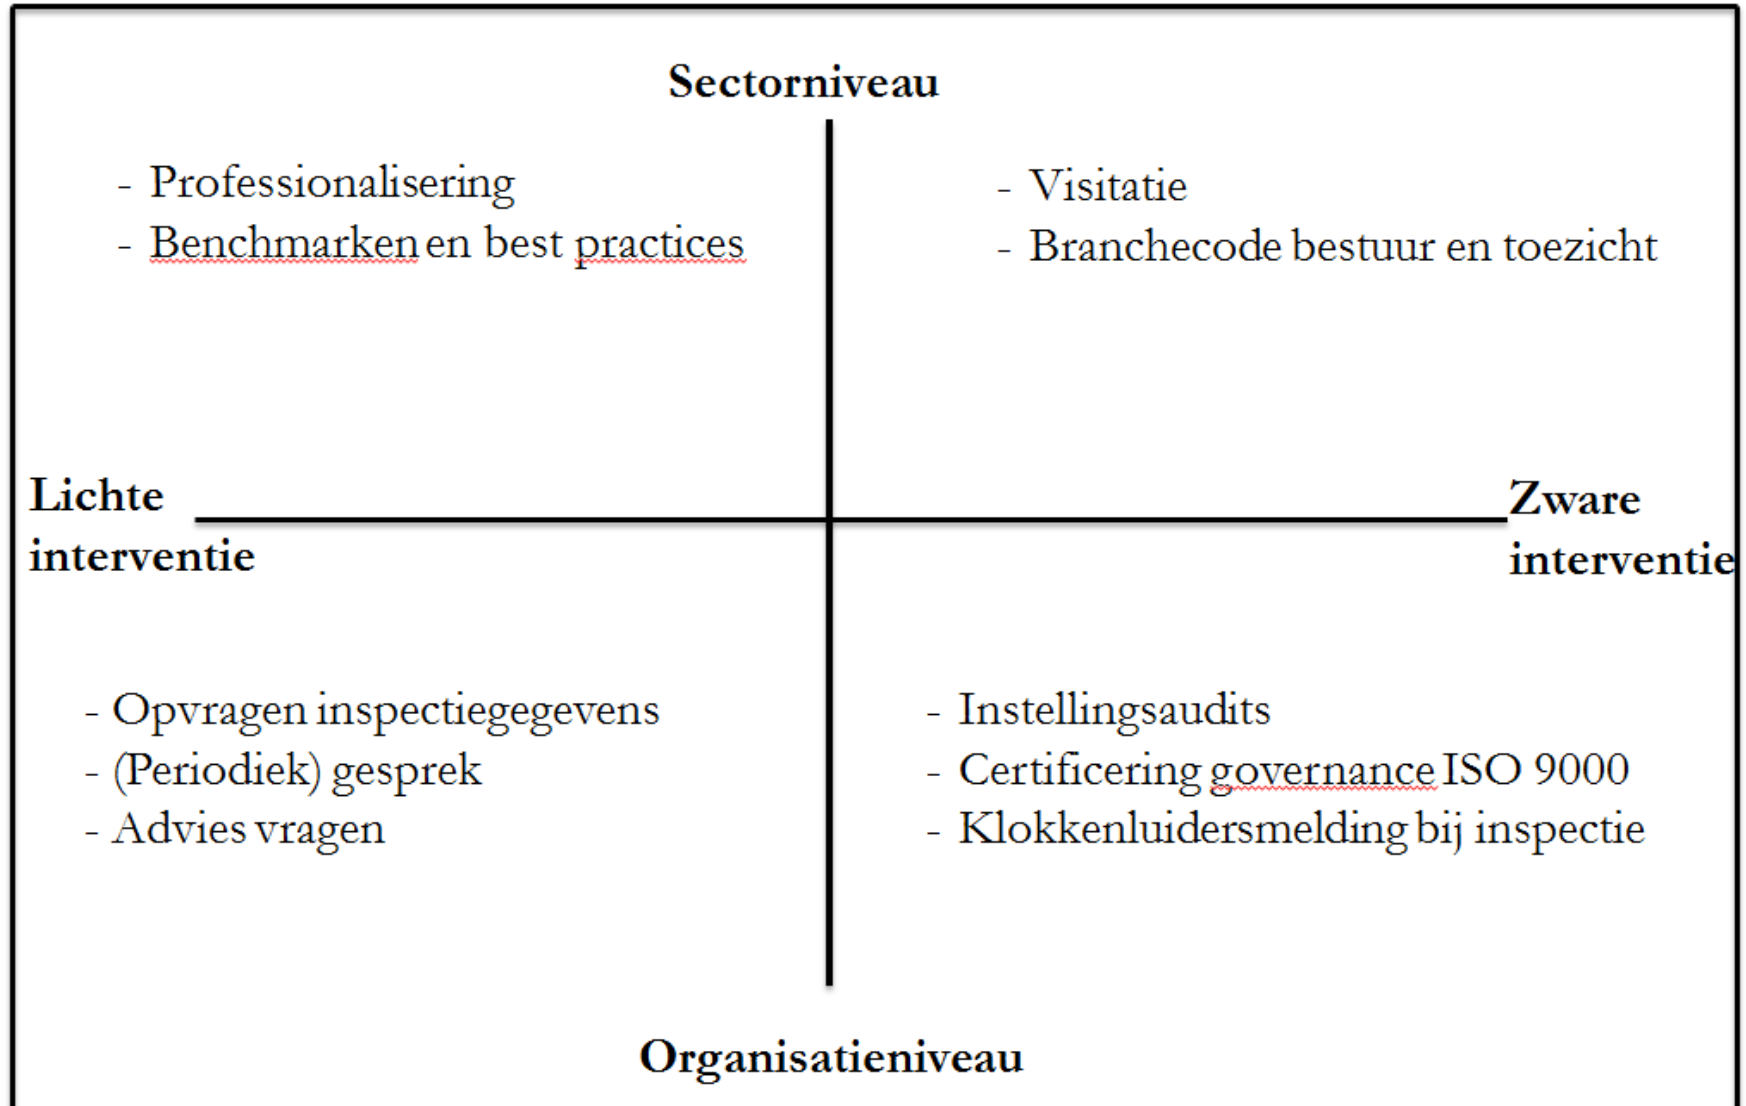 Sectorniveau
- Professionalisering
- Benchmarken en best practices
- Visitatie
- Branchecode bestuur en toezicht
Lichte
interventie
Zware
interventie
- Opvragen inspectiegegevens
- (Periodiek) gesprek
- Advies vragen
- Instellingsaudits
- Certificering governance ISO 9000
- Klokkenluidersmelding bij inspectie
Organisatieniveau